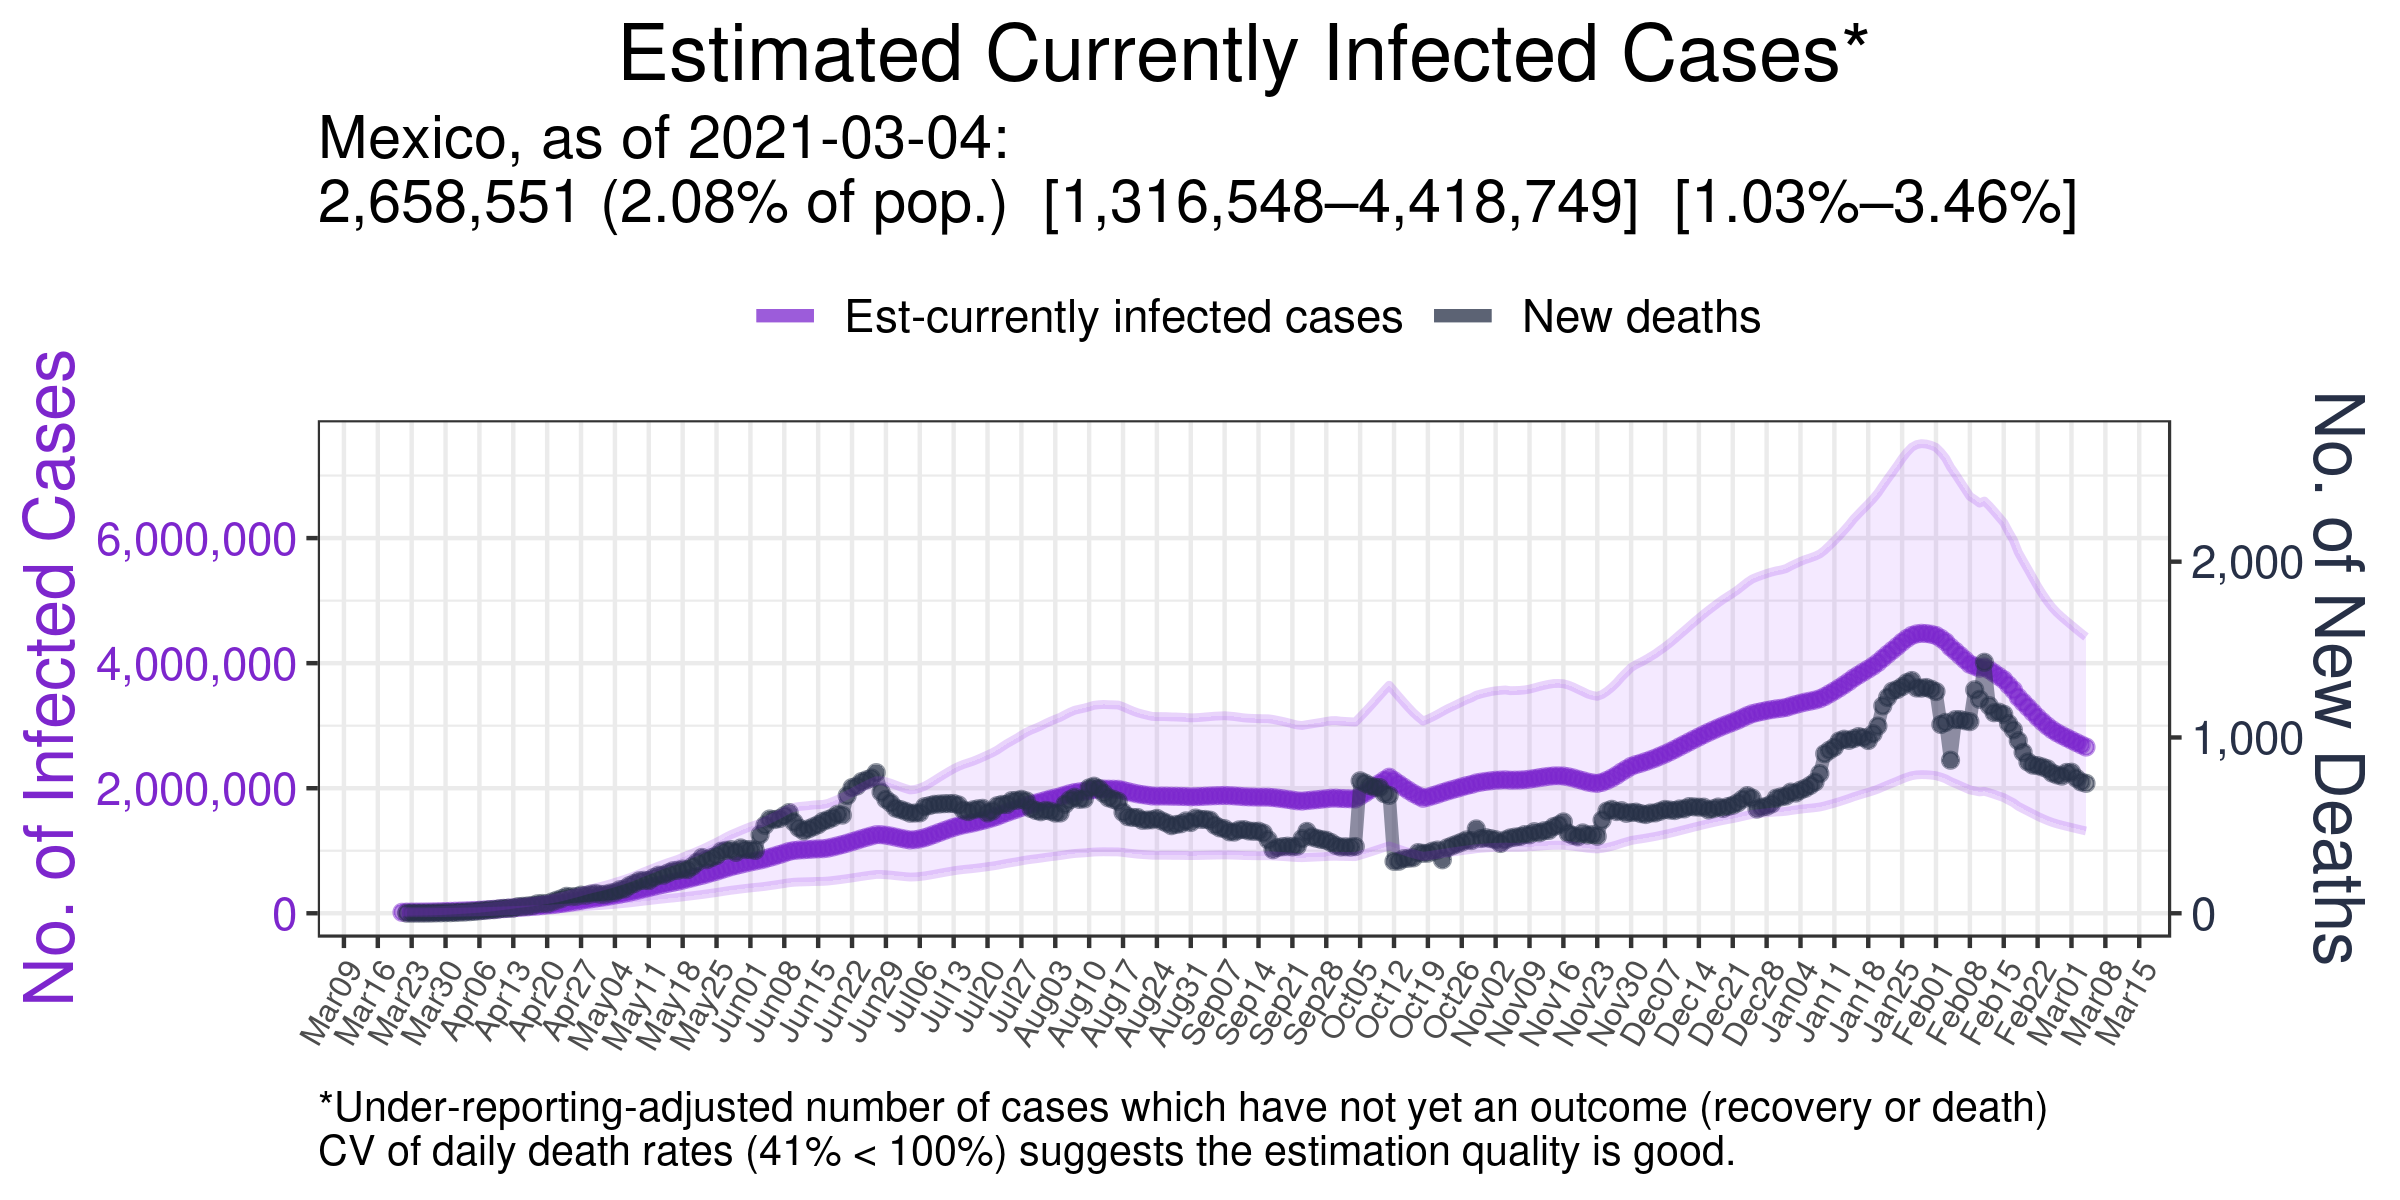 Estimated Currently Infected Cases*
Mexico, as of 2021-03-04:
2,658,551 (2.08% of pop.) [1,316,548–4,418,749] [1.03%–3.46%]
Est-currently infected cases New deaths
No. of Infected Cases
6,000,000
4,000,000
2,000,000
0
2,000
1,000
0
No. of New Deaths
Mar09 Mar16 Mar23 Mar30 Apr06 Apr13 Apr20 Apr27 May04 May11 May18 May25 Jun01 Jun08 Jun15 Jun22 Jun29 Jul06 Jul13 Jul20 Jul27 Aug03 Aug10 Aug17 Aug24 Aug31 Sep07 Sep14 Sep21 Sep28 Oct05 Oct12 Oct19 Oct26 Nov02 Nov09 Nov16 Nov23 Nov30 Dec07 Dec14 Dec21 Dec28 Jan04 Jan11 Jan18 Jan25 Feb01 Feb08 Feb15 Feb22 Mar01 Mar08 Mar15
*Under-reporting-adjusted number of cases which have not yet an outcome (recovery or death)
CV of daily death rates (41% < 100%) suggests the estimation quality is good.